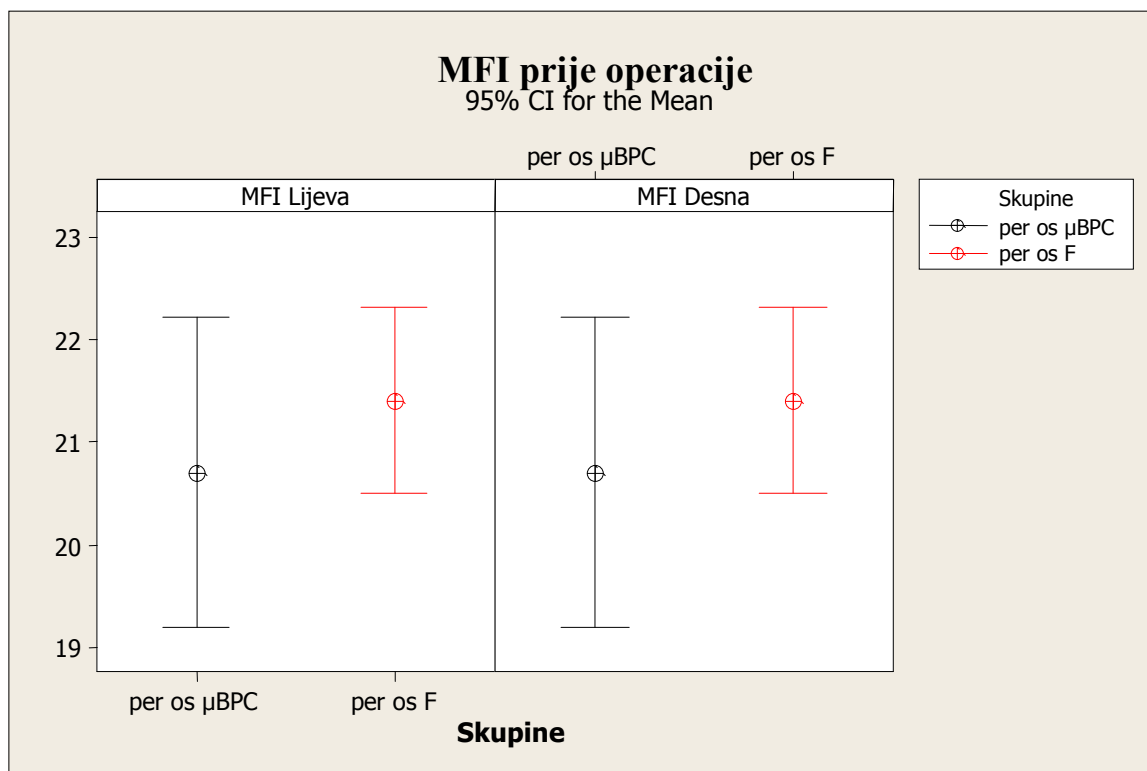 MFI prije operacije
95% CI for the Mean
per os µBPC per os F
MFI Lijeva MFI Desna
23
22
21
20
19
per os µBPC per os F
Skupine
Skupine
per os µBPC
per os F